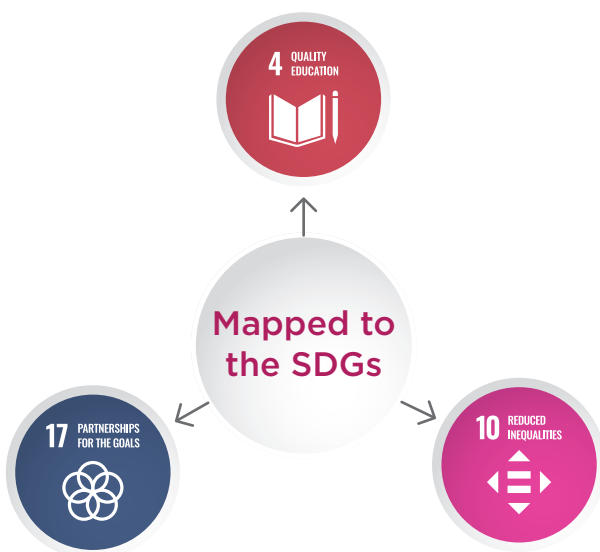 4 QUALITY
EDUCATION
Mapped to
the SDGs
17 PARTNERSHIPS
FOR THE GOALS
10 REDUCED
INEQUALITIES